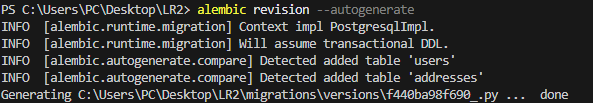 PS C:\Users\PC\Desktop\LR2> alembic revision --autogenerate
INFO  [alembic.runtime.migration] Context impl PostgresqlImpl.
INFO  [alembic.runtime.migration] Will assume transactional DDL.
INFO  [alembic.autogenerate.compare] Detected added table 'users'
INFO  [alembic.autogenerate.compare] Detected added table 'addresses'
Generating C:\Users\PC\Desktop\LR2\migrations\versions\f440ba98f690_.py ...  done